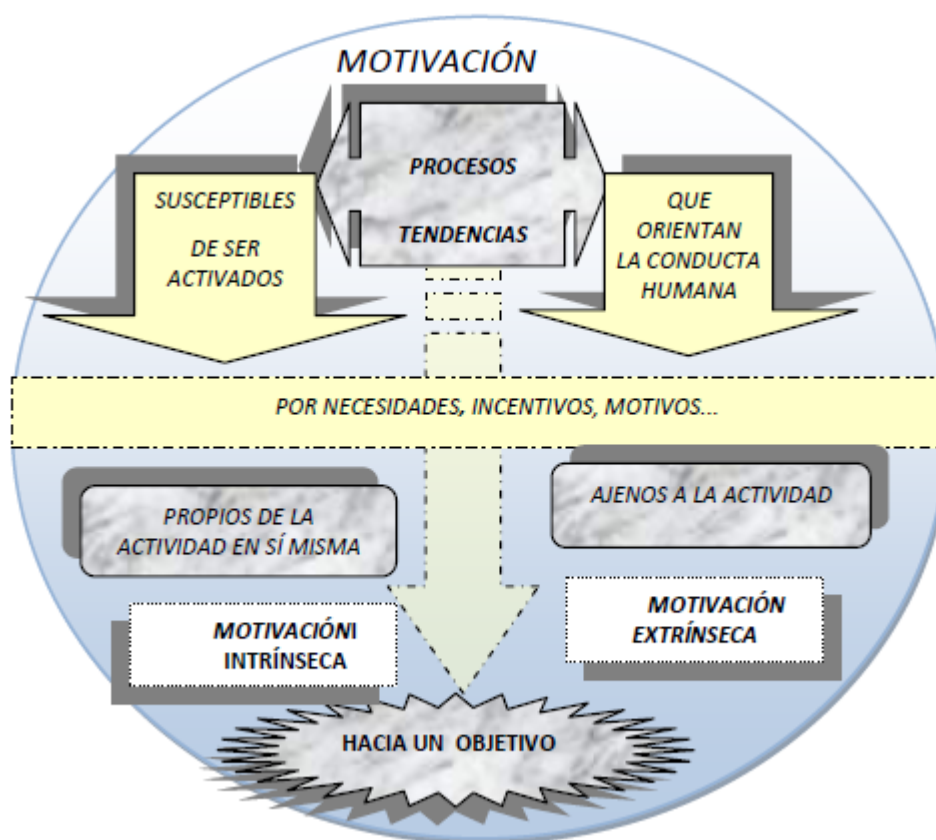 MOTIVACIÓN
PROCESOS
TENDENCIAS
SUSCEPTIBLES
DE SER
ACTIVADOS
QUE
ORIENTAN
LA CONDUCTA
HUMANA
POR NECESIDADES, INCENTIVOS, MOTIVOS...
PROPIOS DE LA
ACTIVIDAD EN SÍ MISMA
AJENOS A LA ACTIVIDAD
MOTIVACIÓNI
INTRÍNSECA
MOTIVACIÓN
EXTRÍNSECA
HACIA UN OBJETIVO